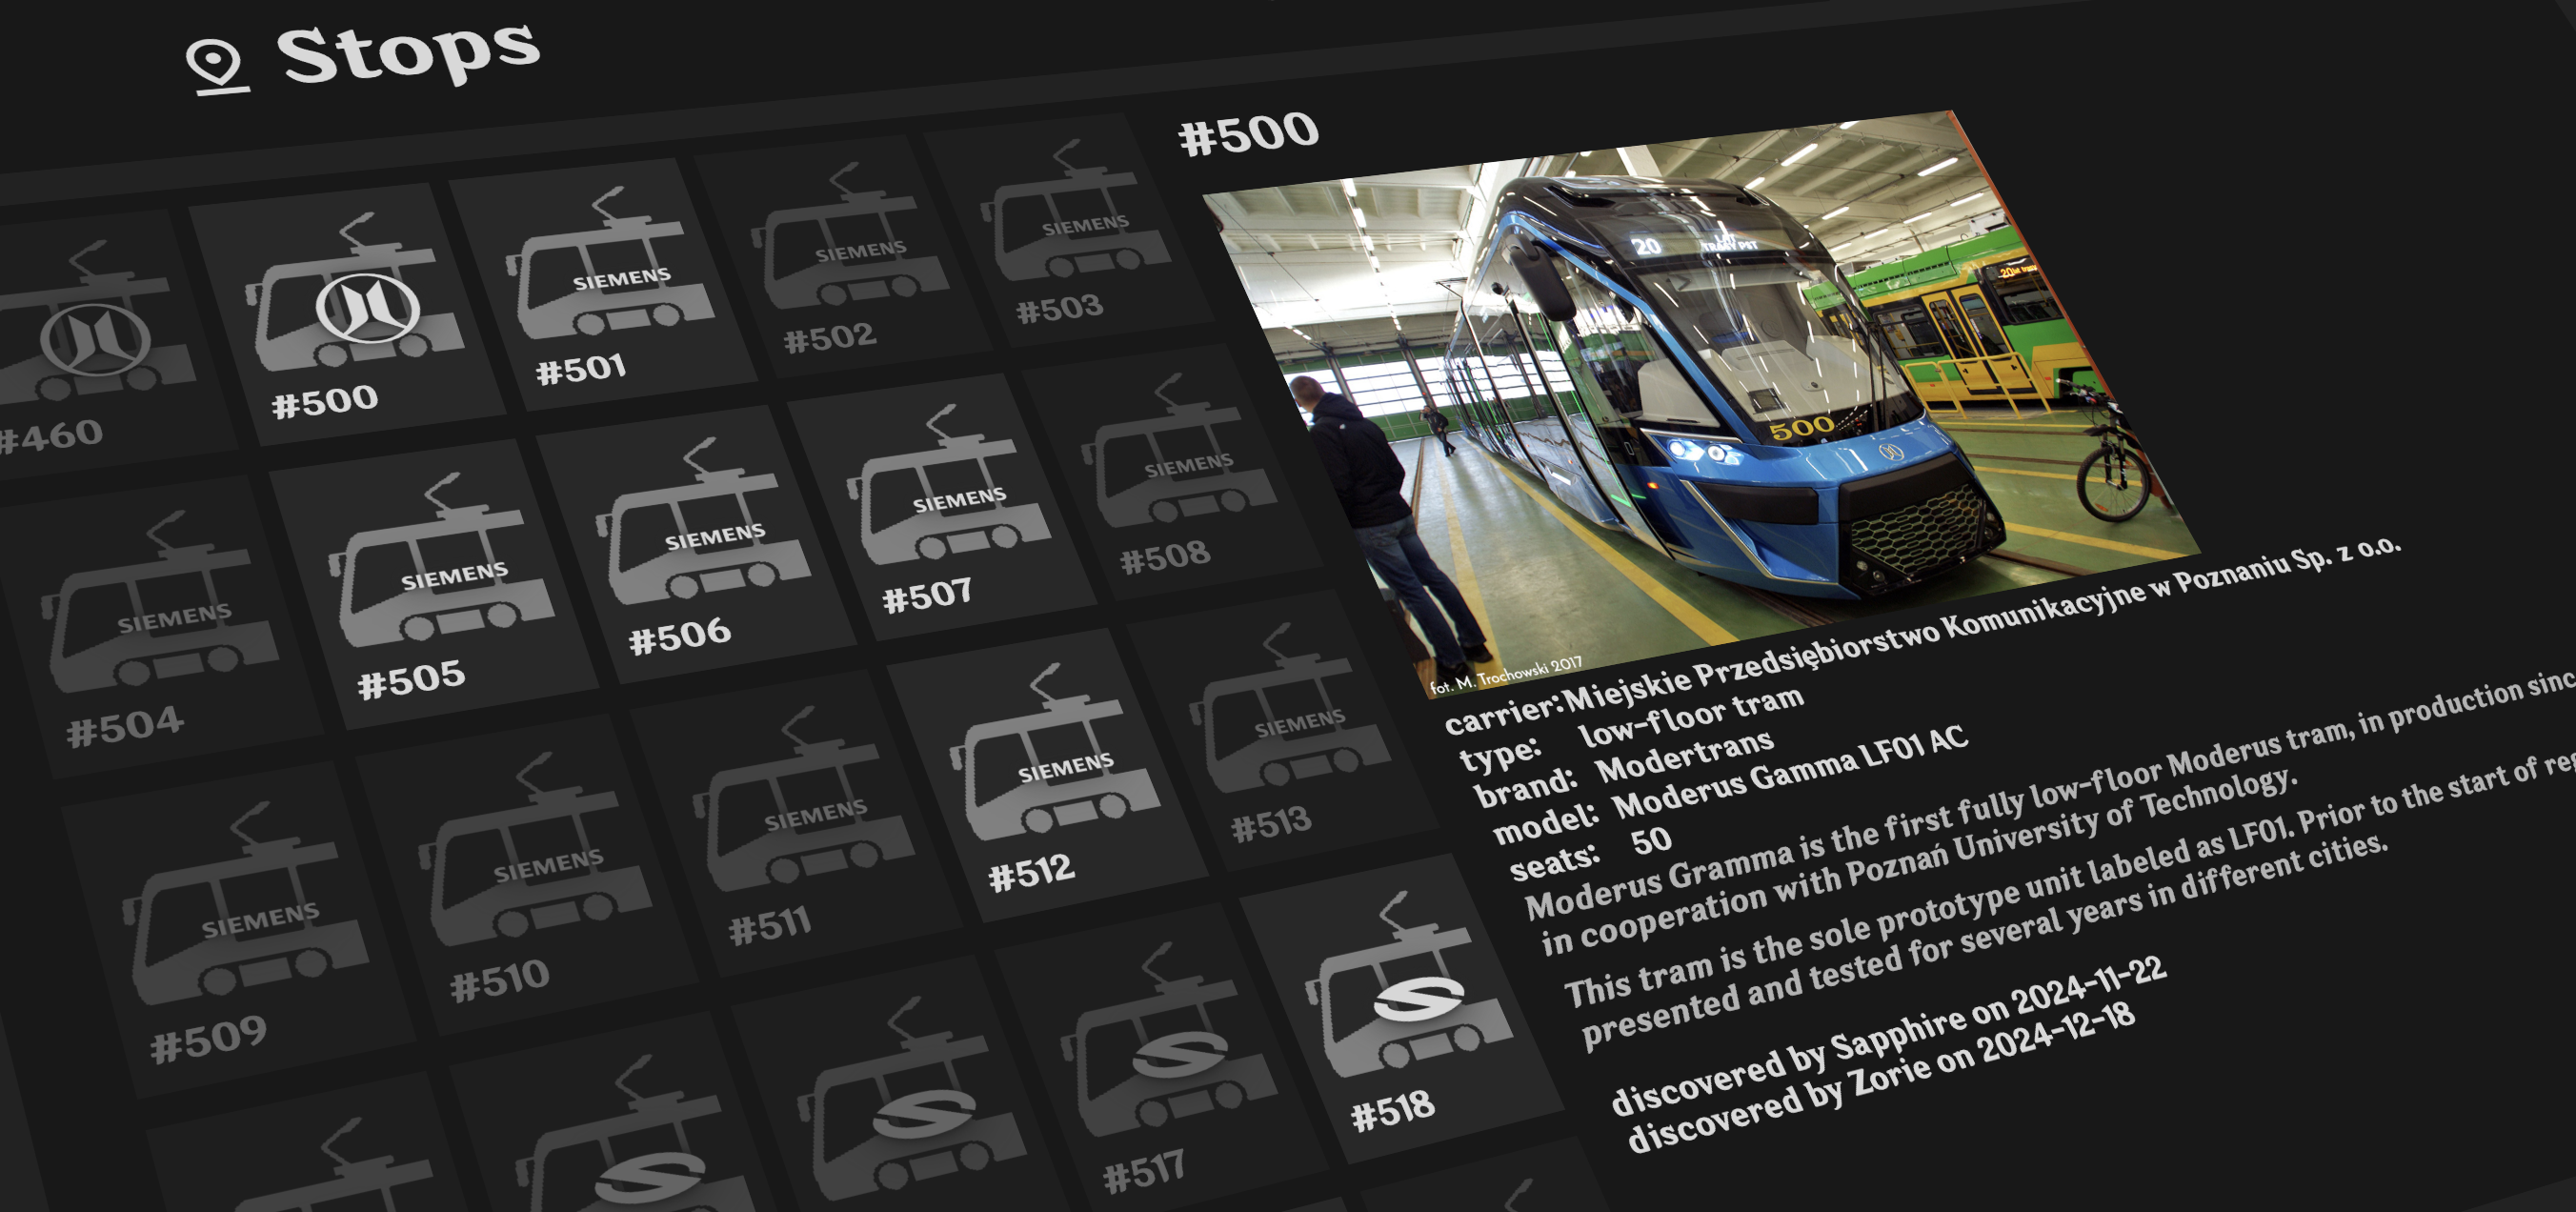 Stops
#460
#500
SIEMENS
#501
SIEMENS
#502
SIEMENS
#503
SIEMENS
#504
SIEMENS
#505
SIEMENS
#506
SIEMENS
#507
SIEMENS
#508
SIEMENS
#509
SIEMENS
#510
SIEMENS
#511
SIEMENS
#512
SIEMENS
#513
#517
#518
#500
20
500
fot. M. Trochowski 2017
carrier: Miejskie Przedsiębiorstwo Komunikacyjne w Poznaniu Sp. z o.o.
type: low-floor tram
brand: Modertrans
model: Moderus Gamma LF01 AC
seats: 50
Moderus Gramma is the first fully low-floor Moderus tram, in production sinc
in cooperation with Poznań University of Technology.
This tram is the sole prototype unit labeled as LF01. Prior to the start of reg
presented and tested for several years in different cities.
discovered by Sapphire on 2024-11-22
discovered by Zorie on 2024-12-18